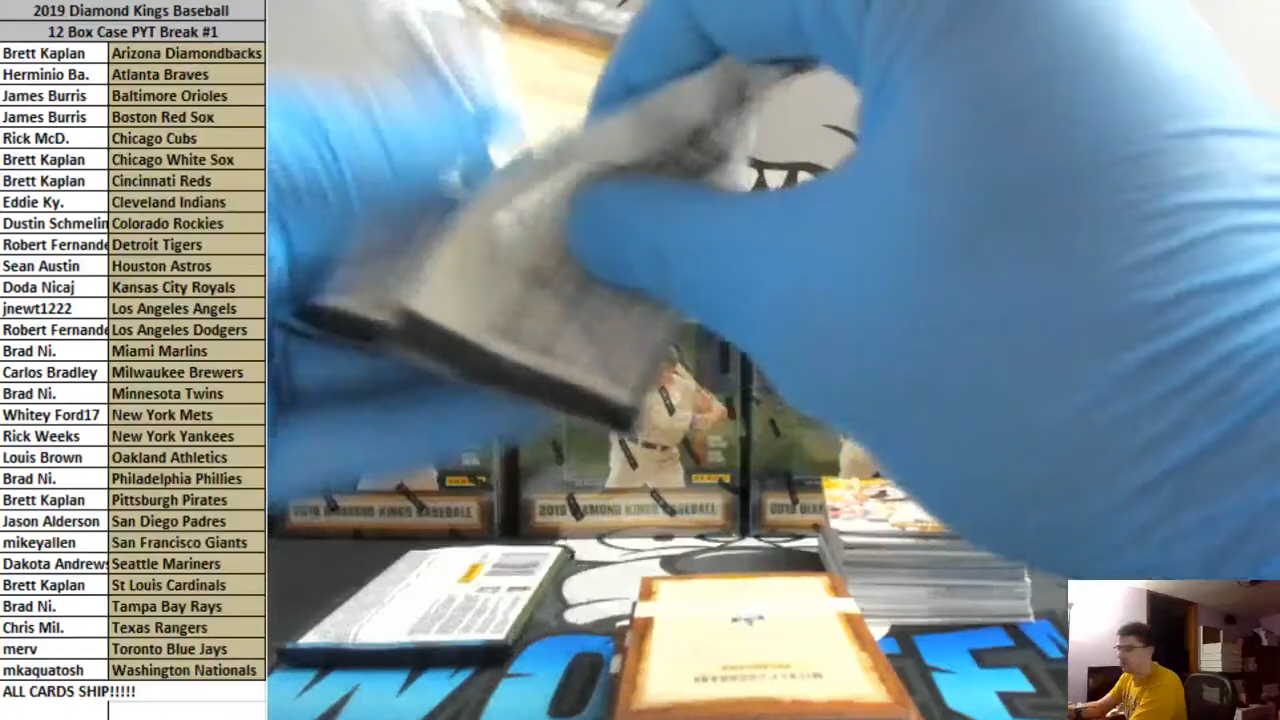 2019 Diamond Kings Baseball
12 Box Case PYT Break #1
Brett Kaplan Arizona Diamondbacks
Herminio Ba. Atlanta Braves
James Burris Baltimore Orioles
James Burris Boston Red Sox
Rick McD. Chicago Cubs
Brett Kaplan Chicago White Sox
Brett Kaplan Cincinnati Reds
Eddie Ky. Cleveland Indians
Dustin Schmelin Colorado Rockies
Robert Fernande Detroit Tigers
Sean Austin Houston Astros
Doda Nicaj Kansas City Royals
jnewt1222 Los Angeles Angels
Robert Fernande Los Angeles Dodgers
Brad Ni. Miami Marlins
Carlos Bradley Milwaukee Brewers
Brad Ni. Minnesota Twins
Whitey Ford17 New York Mets
Rick Weeks New York Yankees
Louis Brown Oakland Athletics
Brad Ni. Philadelphia Phillies
Brett Kaplan Pittsburgh Pirates
Jason Alderson San Diego Padres
mikeyallen San Francisco Giants
Dakota Andrews Seattle Mariners
Brett Kaplan St Louis Cardinals
Brad Ni. Tampa Bay Rays
Chris Mil. Texas Rangers
merv Toronto Blue Jays
mkaquatosh Washington Nationals
ALL CARDS SHIP!!!!!
2019 DIAMOND KINGS BASEBALL
2019 DIAMOND KINGS BASEBALL
2019